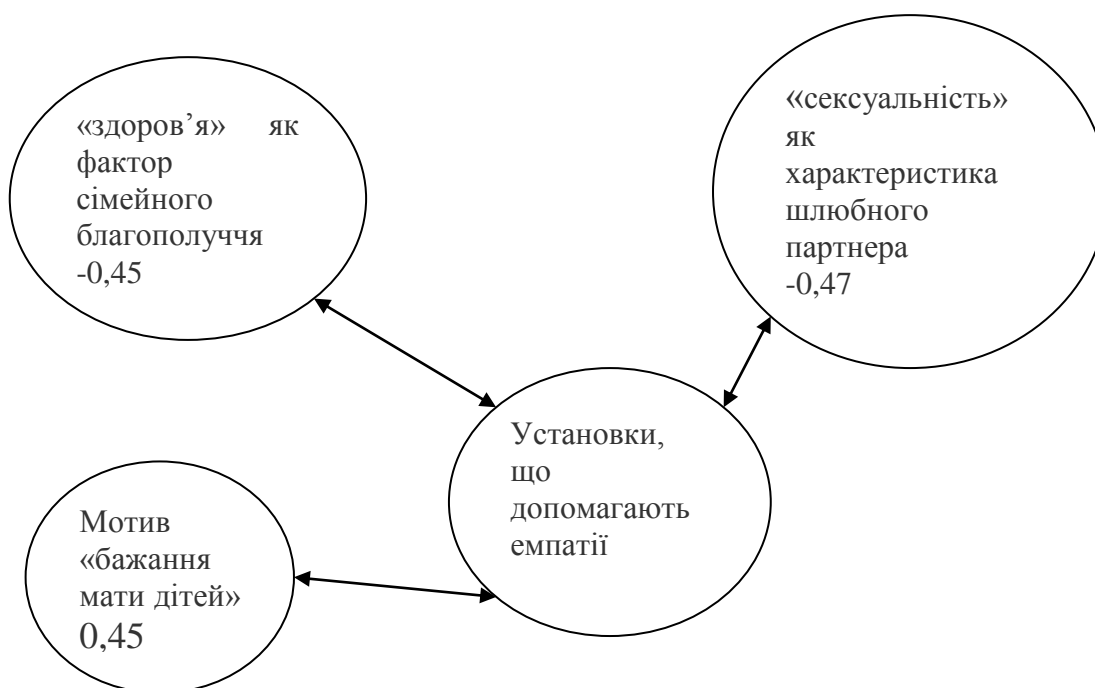 «здоров’я» як
фактор
сімейного
благополуччя
-0,45
«сексуальність»
як
характеристика
шлюбного
партнера
-0,47
Установки,
що
допомагають
емпатії
Мотив
«бажання
мати дітей»
0,45